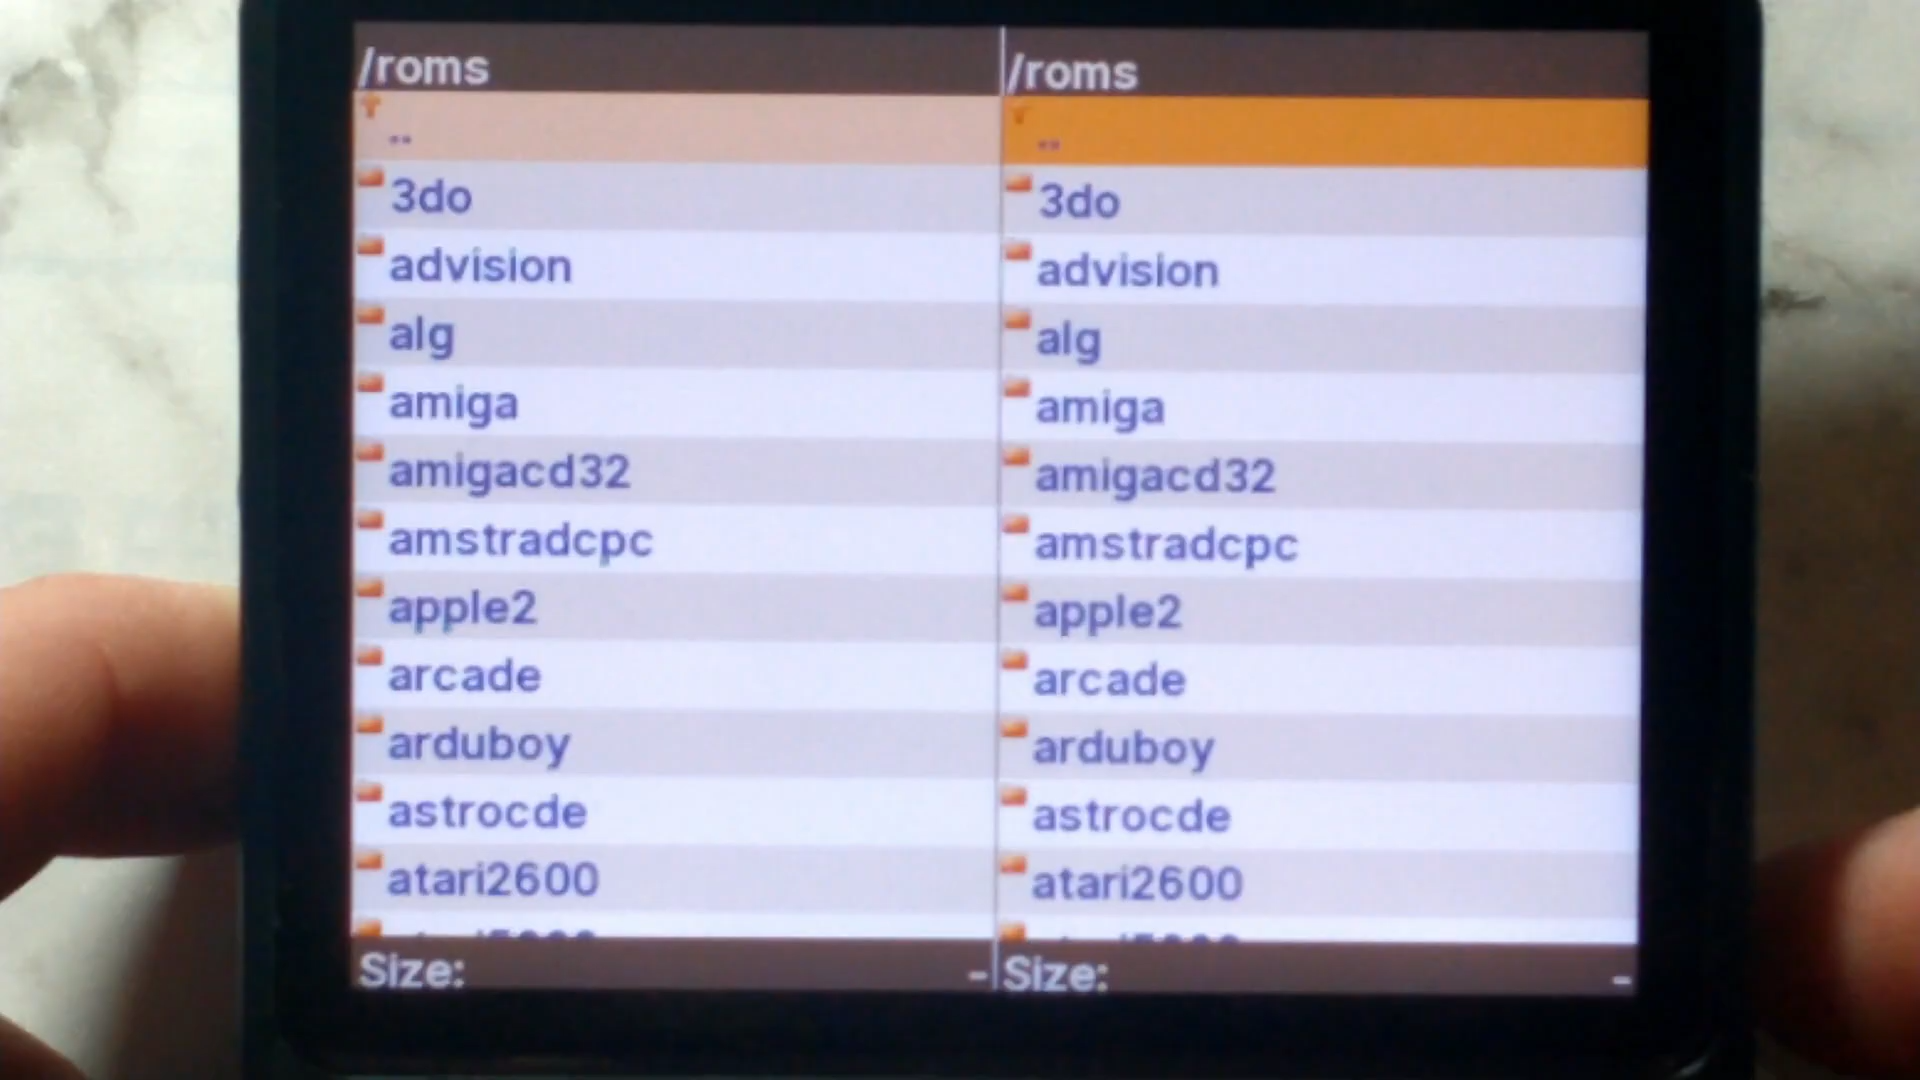 /roms
..
3do
advision
alg
amiga
amigacd32
amstradcpc
apple2
arcade
arduboy
astrocde
atari2600
Size: -
/roms
..
3do
advision
alg
amiga
amigacd32
amstradcpc
apple2
arcade
arduboy
astrocde
atari2600
Size: -